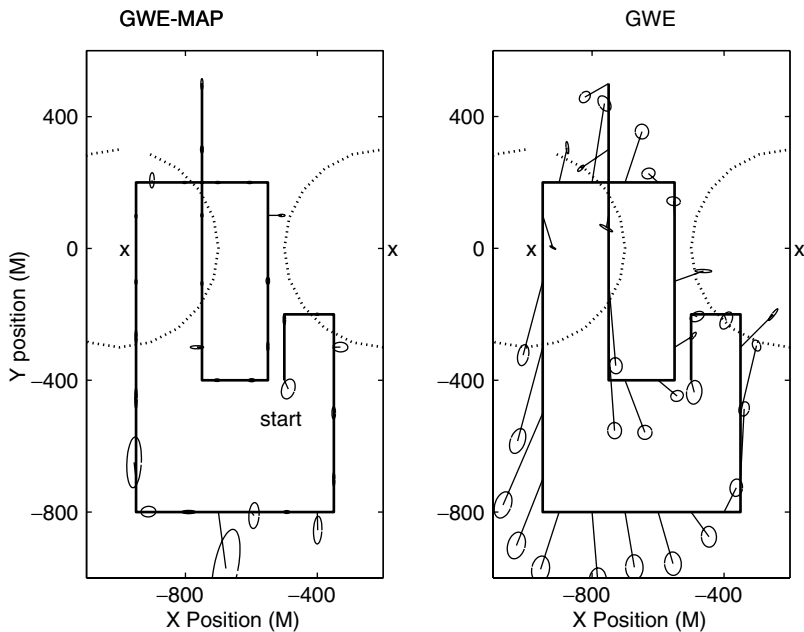 GWE-MAP
GWE
Y position (M)
400
0
−400
−800
x
x
start
−800
−400
X Position (M)
400
0
−400
−800
x
x
−800
−400
X Position (M)